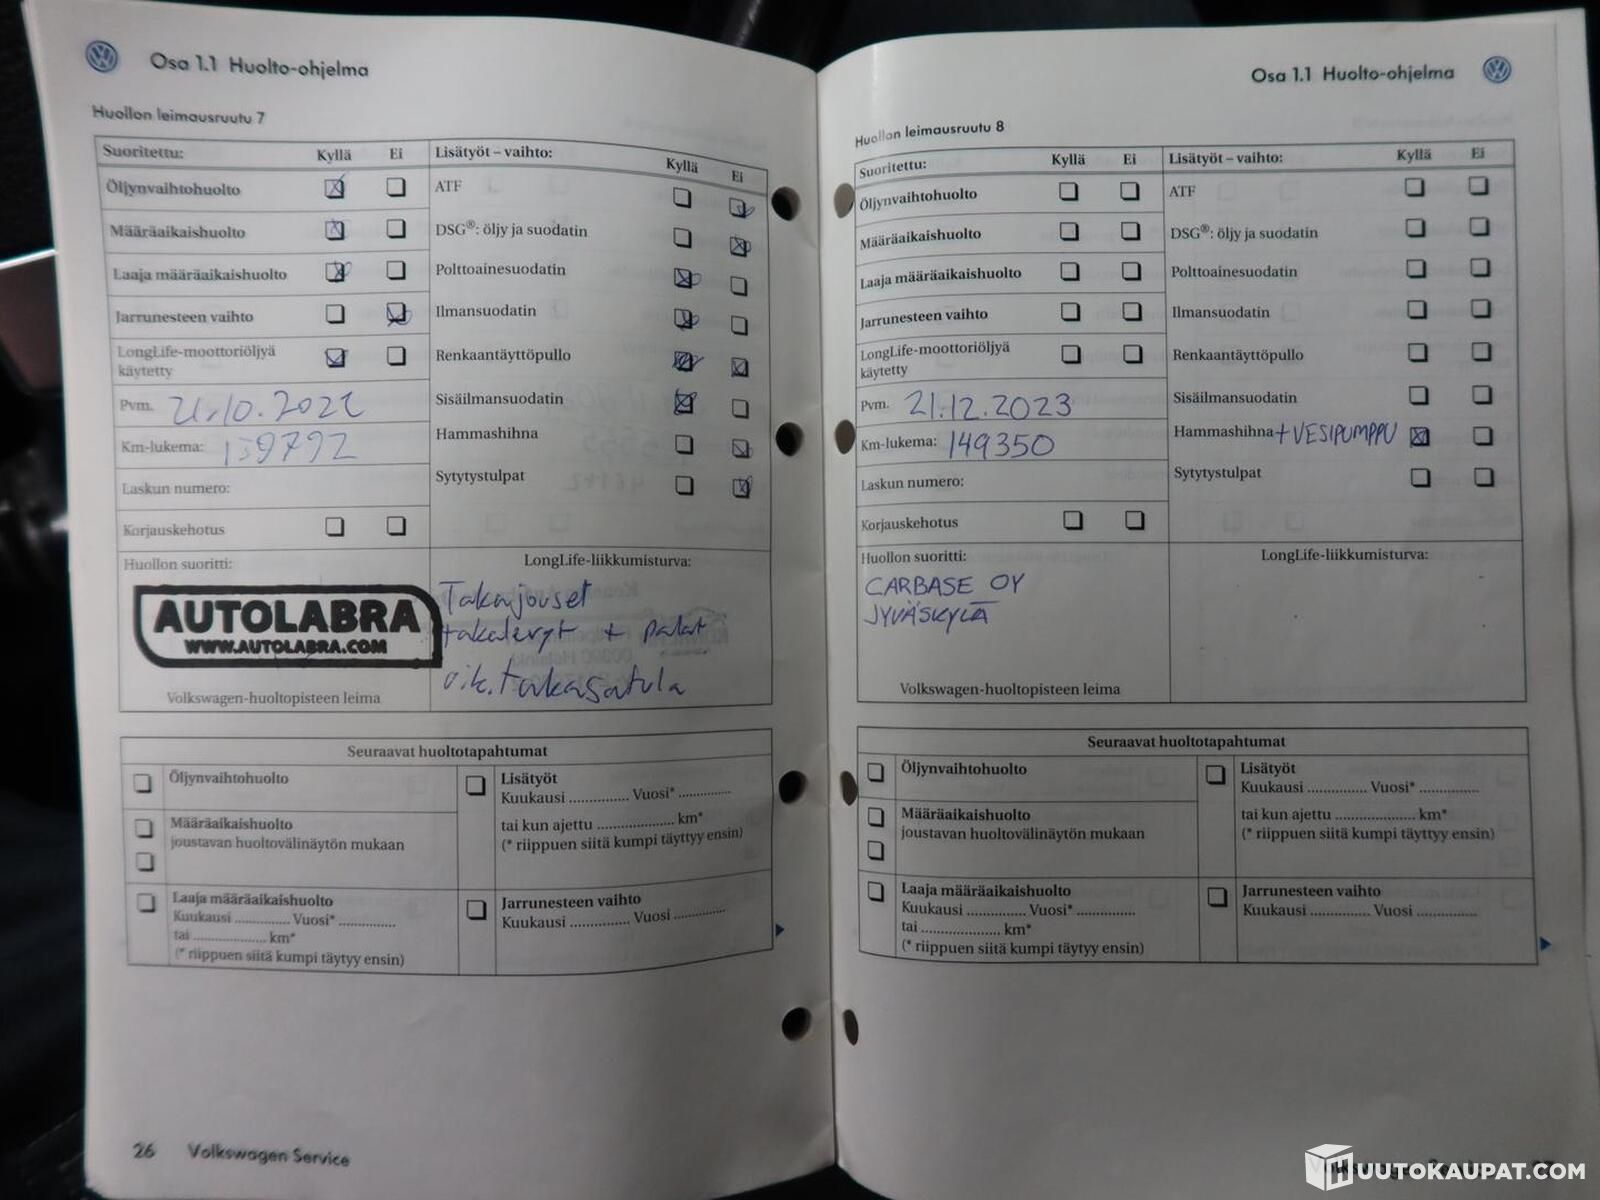 Osa 1.1 Huolto-ohjelma
Huollon leimausruutu 7
Suoritettu: Kyllä Ei
Öljynvaihtohuolto
Määräaikaishuolto
Laaja määräaikaishuolto
Jarrunesteen vaihto
LongLife-moottoriöljyä
käytetty
Pvm. 21.10.2022
Km-lukema: 139792
Laskun numero:
Korjauskehotus
Huollon suoritti:
AUTOLABRA
WWW.AUTOLABRA.COM
Volkswagen-huoltopisteen leima
Lisätyöt – vaihto: Kyllä Ei
ATF
DSG®: öljy ja suodatin
Polttoainesuodatin
Ilmansuodatin
Renkaantäyttöpullo
Sisäilmansuodatin
Hammashihna
Sytytystulpat
LongLife-liikkumisturva:
Takajouset
takalevyt + palat
oik. takasatula
Seuraavat huoltotapahtumat
Öljynvaihtohuolto
Määräaikaishuolto
joustavan huoltovälinäytön mukaan
Laaja määräaikaishuolto
Kuukausi .............. Vuosi* ..............
tai .................... km*
(* riippuen siitä kumpi täytyy ensin)
Lisätyöt
Kuukausi .............. Vuosi* ..............
tai kun ajettu .................... km*
(* riippuen siitä kumpi täyttyy ensin)
Jarrunesteen vaihto
Kuukausi .............. Vuosi ..............
26 Volkswagen Service
Osa 1.1 Huolto-ohjelma
Huollon leimausruutu 8
Suoritettu: Kyllä Ei
Öljynvaihtohuolto
Määräaikaishuolto
Laaja määräaikaishuolto
Jarrunesteen vaihto
LongLife-moottoriöljyä
käytetty
Pvm. 21.12.2023
Km-lukema: 149350
Laskun numero:
Korjauskehotus
Huollon suoritti:
CARBASE OY
JYVÄSKYLÄ
Volkswagen-huoltopisteen leima
Lisätyöt – vaihto: Kyllä Ei
ATF
DSG®: öljy ja suodatin
Polttoainesuodatin
Ilmansuodatin
Renkaantäyttöpullo
Sisäilmansuodatin
Hammashihna + VESIPUMPPU
Sytytystulpat
LongLife-liikkumisturva:
Seuraavat huoltotapahtumat
Öljynvaihtohuolto
Määräaikaishuolto
joustavan huoltovälinäytön mukaan
Laaja määräaikaishuolto
Kuukausi .............. Vuosi* ..............
tai .................... km*
(* riippuen siitä kumpi täytyy ensin)
Lisätyöt
Kuukausi .............. Vuosi* ..............
tai kun ajettu .................... km*
(* riippuen siitä kumpi täyttyy ensin)
Jarrunesteen vaihto
Kuukausi .............. Vuosi ..............
HUUTOKAUPAT.COM